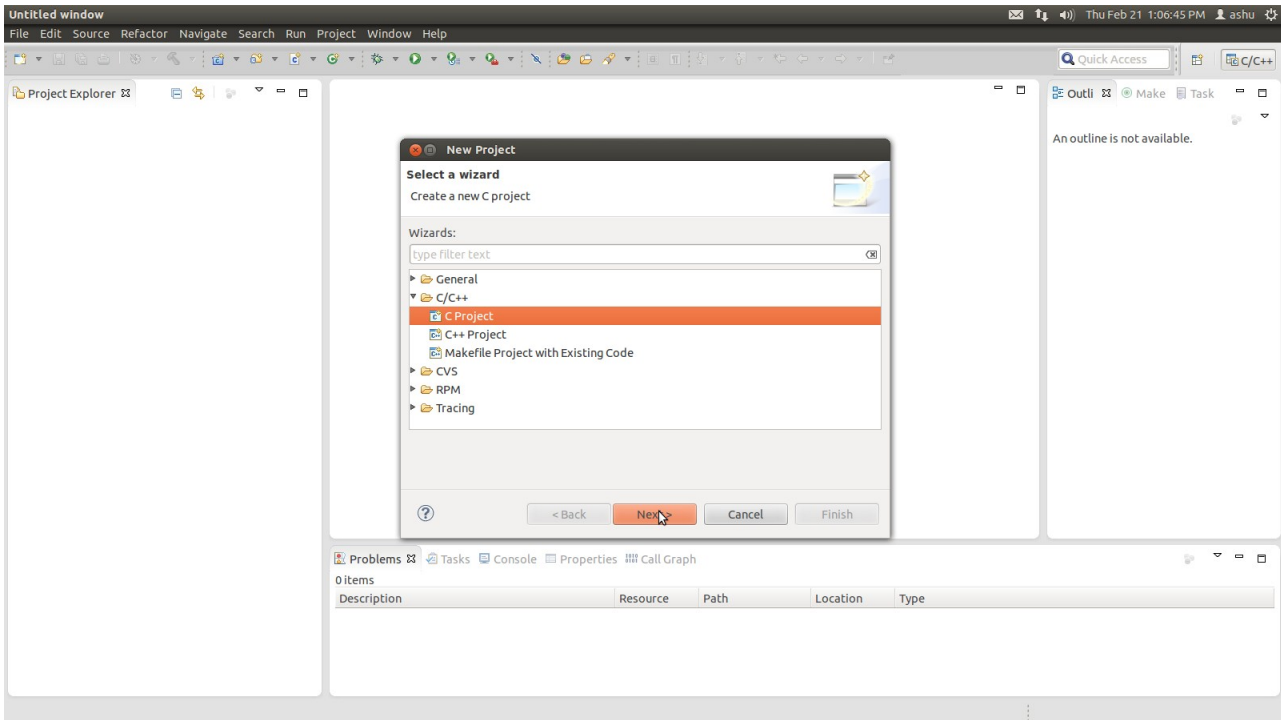 Untitled window
Thu Feb 21 1:06:45 PM ashu
File Edit Source Refactor Navigate Search Run Project Window Help
Quick Access
C/C++
Project Explorer
Outli Make Task
An outline is not available.
New Project
Select a wizard
Create a new C project
Wizards:
type filter text
General
C/C++
C Project
C++ Project
Makefile Project with Existing Code
CVS
RPM
Tracing
< Back Next > Cancel Finish
Problems Tasks Console Properties Call Graph
0 items
Description Resource Path Location Type